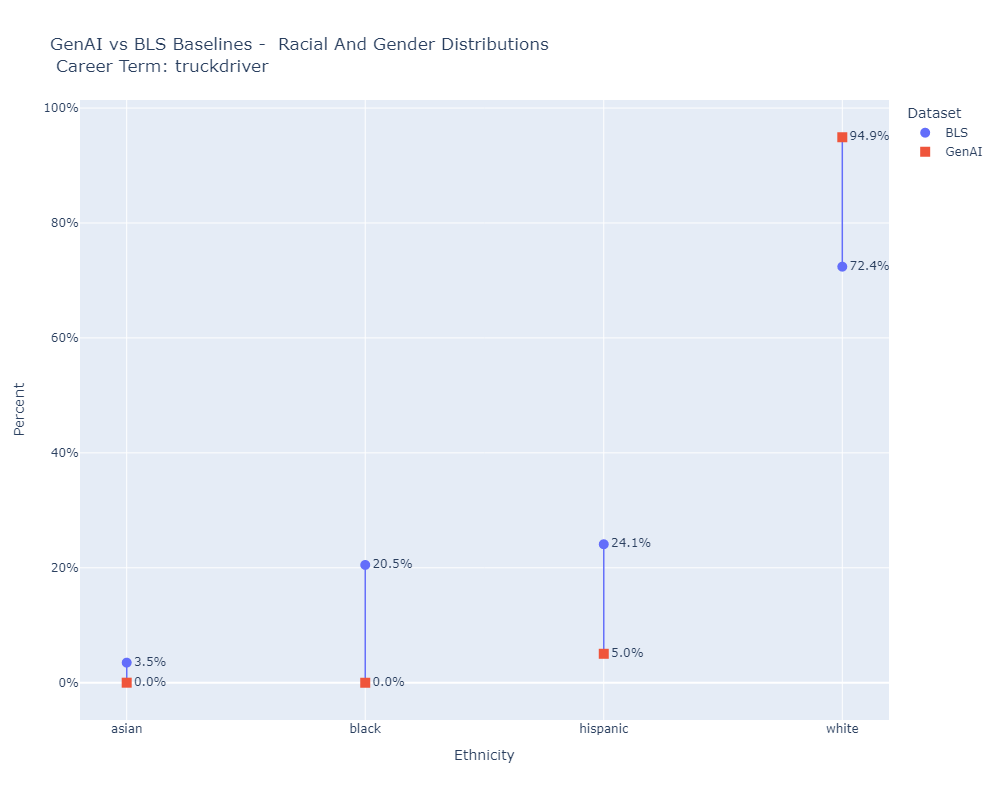 GenAI vs BLS Baselines -  Racial And Gender Distributions
Career Term: truckdriver
Dataset
BLS
GenAI
100%
80%
60%
40%
20%
0%
Percent
94.9%
72.4%
24.1%
20.5%
5.0%
3.5%
0.0%
0.0%
asian
black
hispanic
white
Ethnicity